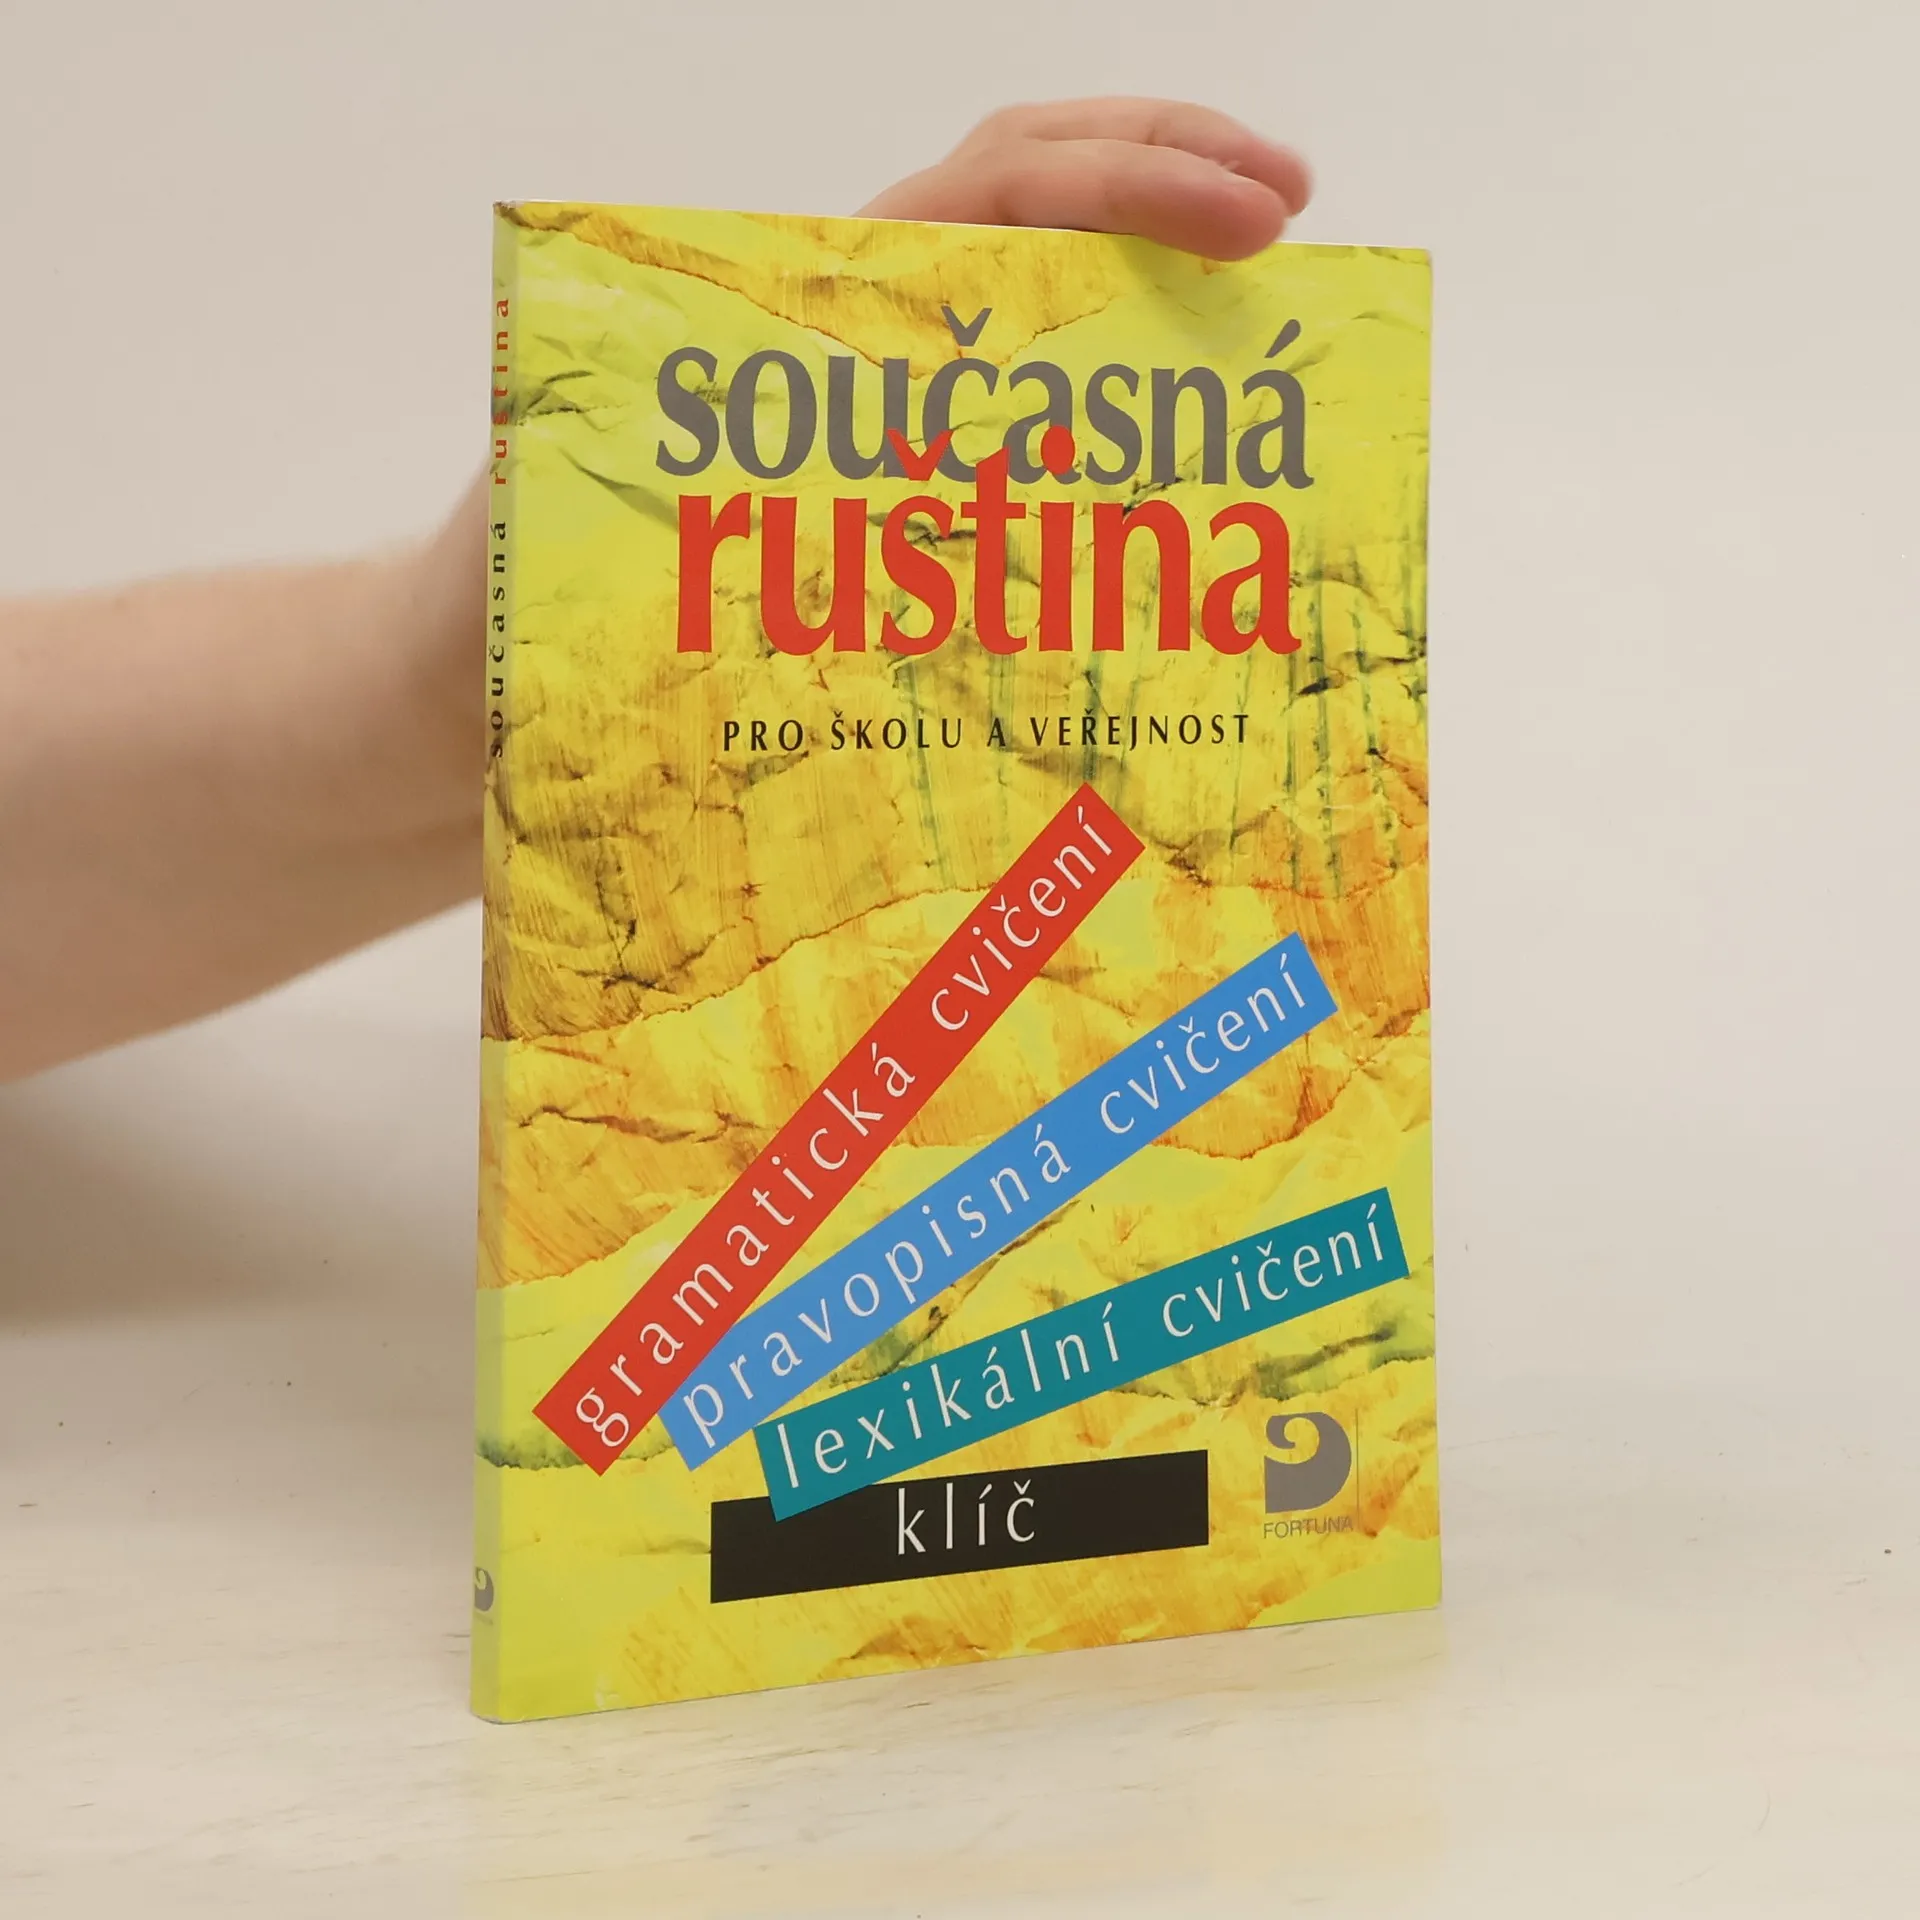 současná
ruština
PRO ŠKOLU A VEŘEJNOST
gramatická cvičení
pravopisná cvičení
lexikální cvičení
klíč
FORTUNA
současná ruština